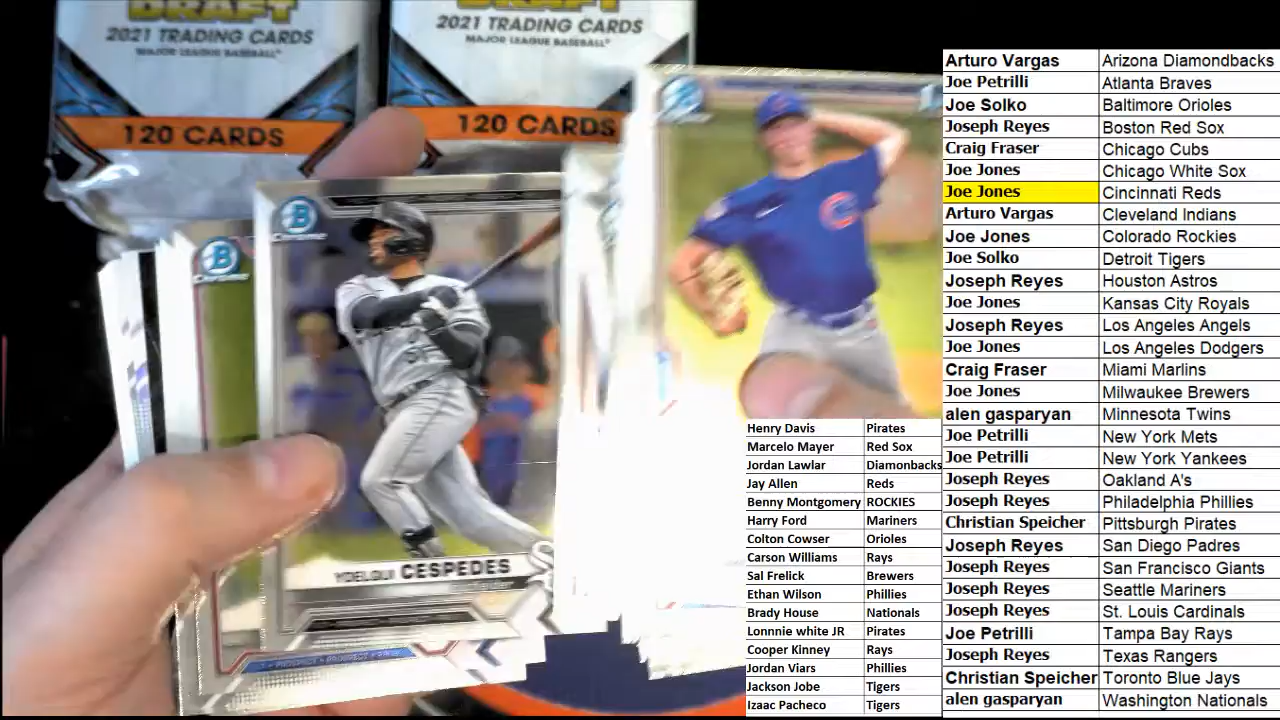 DRAFT
2021 TRADING CARDS
MAJOR LEAGUE BASEBALL
120 CARDS
DRAFT
2021 TRADING CARDS
MAJOR LEAGUE BASEBALL
120 CARDS
B
Chrome
B
Chrome
YOELQUI CESPEDES
Henry Davis Pirates
Marcelo Mayer Red Sox
Jordan Lawlar Diamonbacks
Jay Allen Reds
Benny Montgomery ROCKIES
Harry Ford Mariners
Colton Cowser Orioles
Carson Williams Rays
Sal Frelick Brewers
Ethan Wilson Phillies
Brady House Nationals
Lonnnie white JR Pirates
Cooper Kinney Rays
Jordan Viars Phillies
Jackson Jobe Tigers
Izaac Pacheco Tigers
Arturo Vargas Arizona Diamondbacks
Joe Petrilli Atlanta Braves
Joe Solko Baltimore Orioles
Joseph Reyes Boston Red Sox
Craig Fraser Chicago Cubs
Joe Jones Chicago White Sox
Joe Jones Cincinnati Reds
Arturo Vargas Cleveland Indians
Joe Jones Colorado Rockies
Joe Solko Detroit Tigers
Joseph Reyes Houston Astros
Joe Jones Kansas City Royals
Joseph Reyes Los Angeles Angels
Joe Jones Los Angeles Dodgers
Craig Fraser Miami Marlins
Joe Jones Milwaukee Brewers
alen gasparyan Minnesota Twins
Joe Petrilli New York Mets
Joe Petrilli New York Yankees
Joseph Reyes Oakland A's
Joseph Reyes Philadelphia Phillies
Christian Speicher Pittsburgh Pirates
Joseph Reyes San Diego Padres
Joseph Reyes San Francisco Giants
Joseph Reyes Seattle Mariners
Joseph Reyes St. Louis Cardinals
Joe Petrilli Tampa Bay Rays
Joseph Reyes Texas Rangers
Christian Speicher Toronto Blue Jays
alen gasparyan Washington Nationals